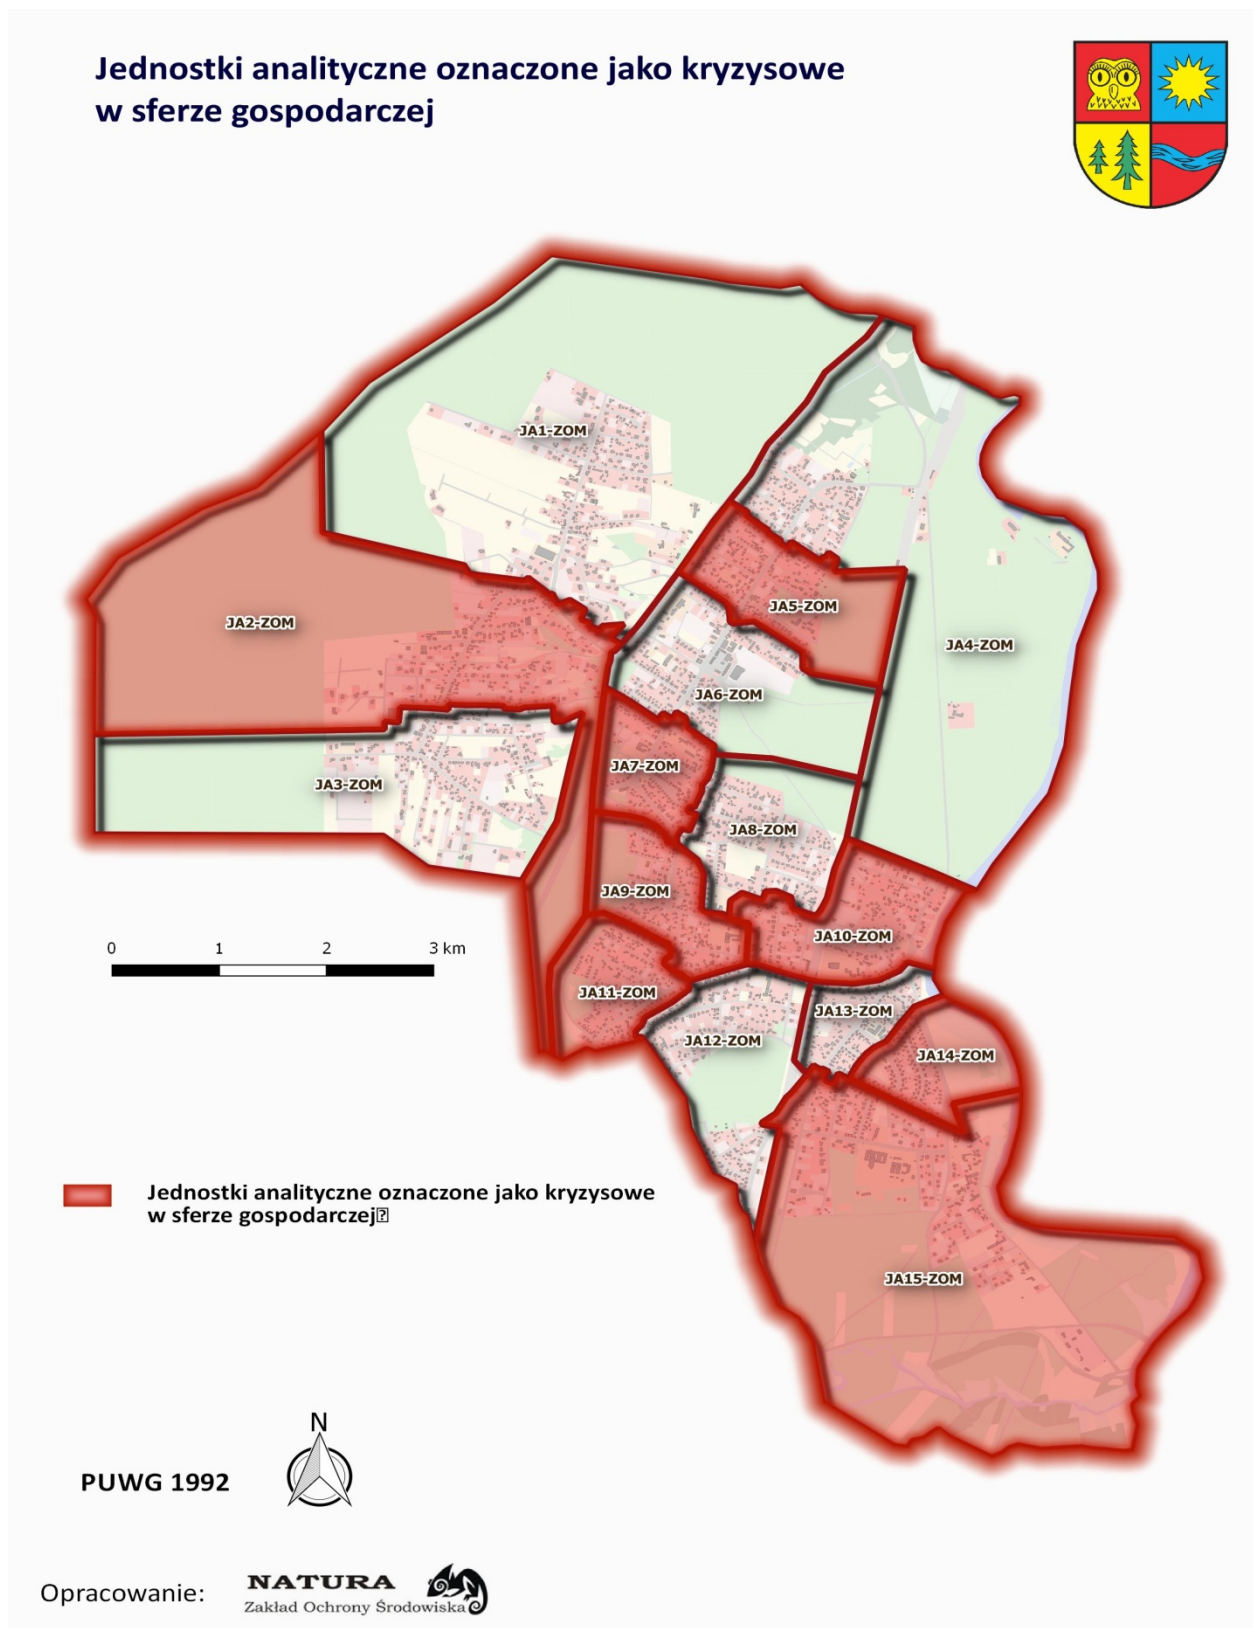 Jednostki analityczne oznaczone jako kryzysowe
w sferze gospodarczej
JA1-ZOM
JA5-ZOM
JA2-ZOM
JA4-ZOM
JA6-ZOM
JA7-ZOM
JA3-ZOM
JA8-ZOM
JA9-ZOM
JA10-ZOM
0 1 2 3 km
JA11-ZOM
JA13-ZOM
JA12-ZOM
JA14-ZOM
Jednostki analityczne oznaczone jako kryzysowe
w sferze gospodarczej
JA15-ZOM
N
PUWG 1992
Opracowanie:
NATURA
Zakład Ochrony Środowiska